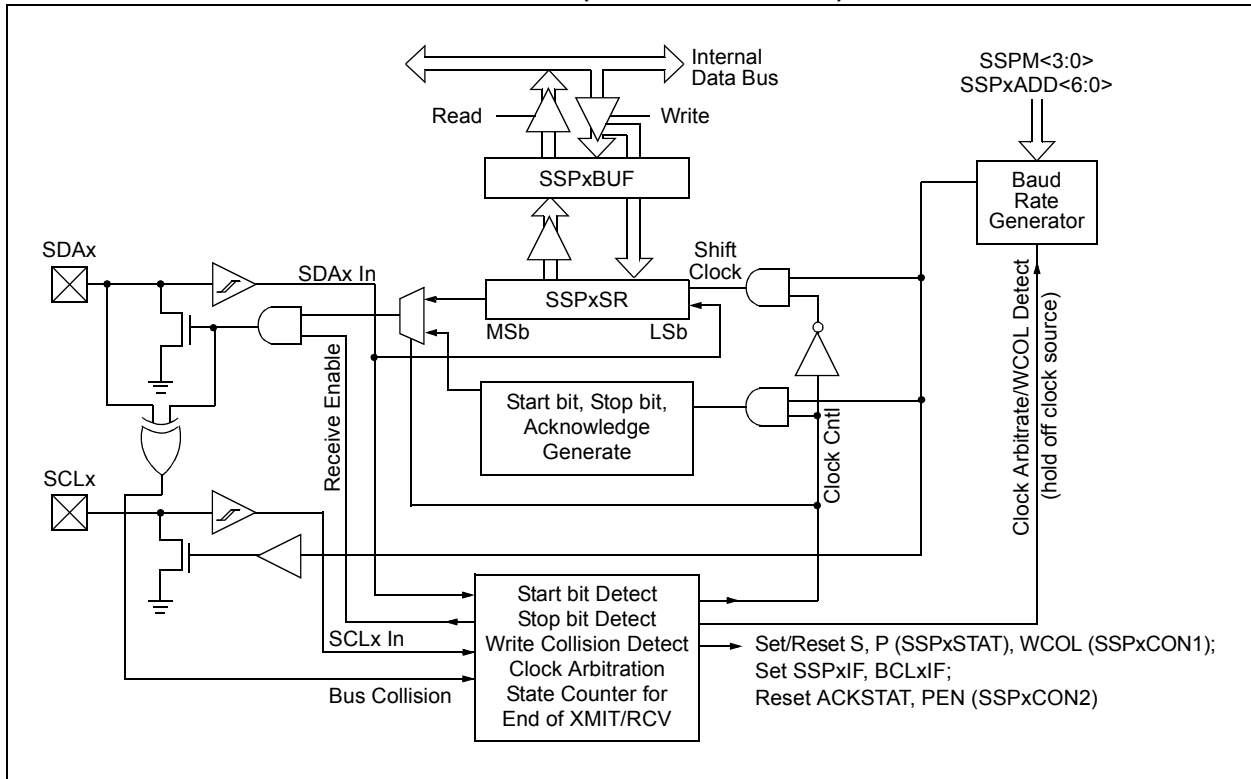 Internal
Data Bus
SSPM<3:0>
SSPxADD<6:0>
Read
Write
SSPxBUF
Baud
Rate
Generator
SDAx
SDAx In
Shift
Clock
SSPxSR
MSb
LSb
Start bit, Stop bit,
Acknowledge
Generate
Receive Enable
Clock Cntl
Clock Arbitrate/WCOL Detect
(hold off clock source)
SCLx
SCLx In
Bus Collision
Start bit Detect
Stop bit Detect
Write Collision Detect
Clock Arbitration
State Counter for
End of XMIT/RCV
Set/Reset S, P (SSPxSTAT), WCOL (SSPxCON1);
Set SSPxIF, BCLxIF;
Reset ACKSTAT, PEN (SSPxCON2)